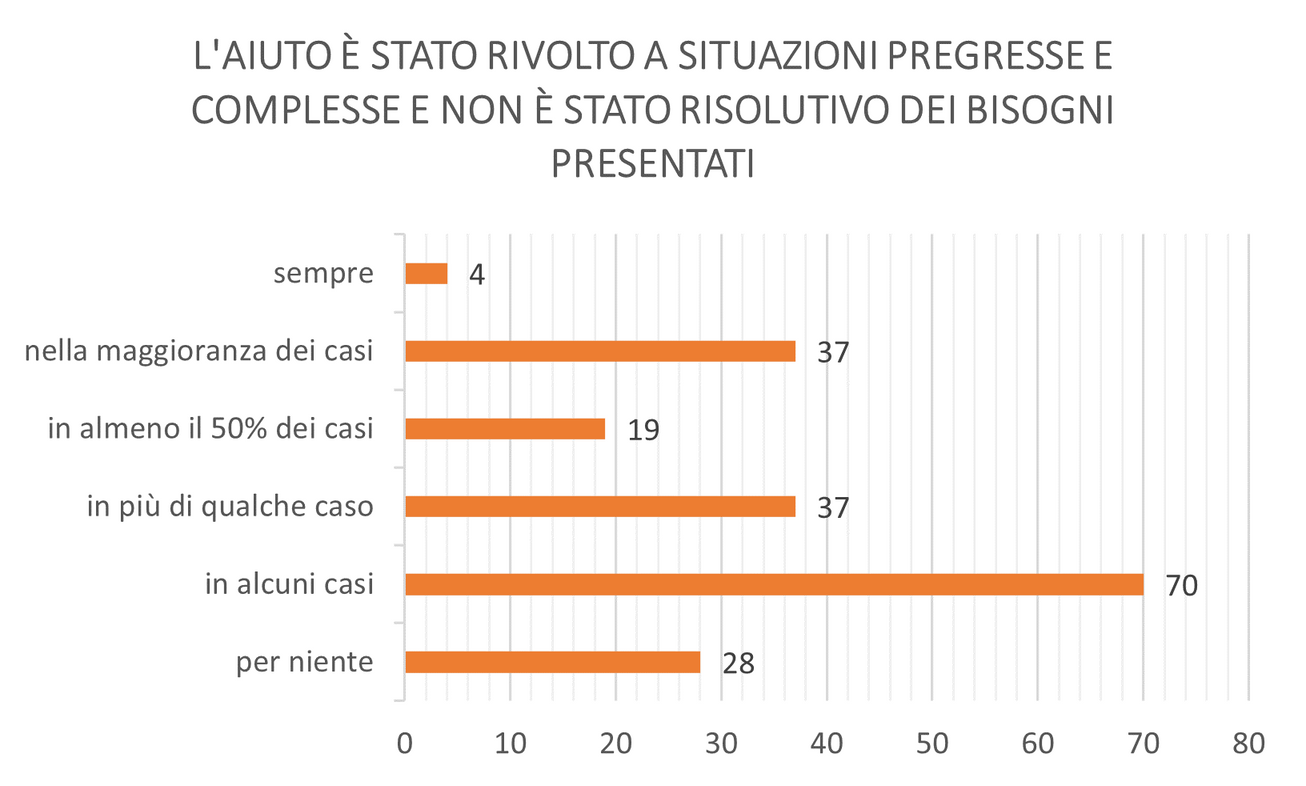 L'AIUTO È STATO RIVOLTO A SITUAZIONI PREGRESSE E
COMPLESSE E NON È STATO RISOLUTIVO DEI BISOGNI
PRESENTATI
sempre 4
nella maggioranza dei casi 37
in almeno il 50% dei casi 19
in più di qualche caso 37
in alcuni casi 70
per niente 28
0 10 20 30 40 50 60 70 80